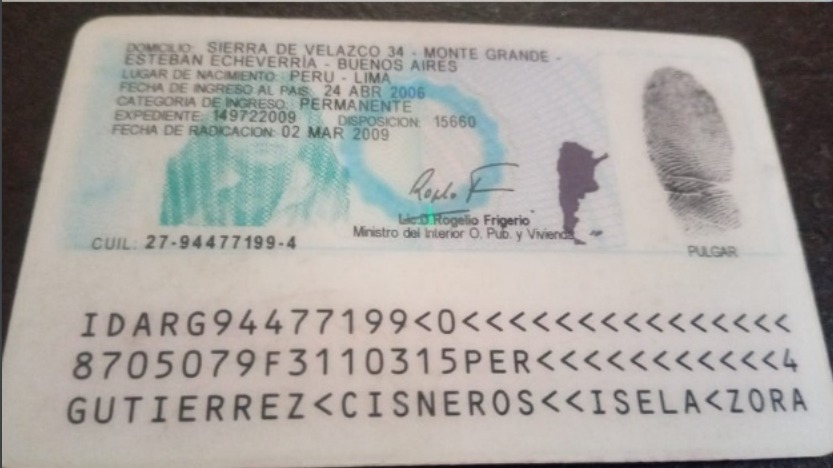 DOMICILIO: SIERRA DE VELAZCO 34 - MONTE GRANDE -
ESTEBAN ECHEVERRÍA - BUENOS AIRES
LUGAR DE NACIMIENTO: PERU - LIMA
FECHA DE INGRESO AL PAIS: 24 ABR 2006
CATEGORIA DE INGRESO: PERMANENTE
EXPEDIENTE: 149722009 DISPOSICION: 15660
FECHA DE RADICACION: 02 MAR 2009
Rogelio Frigerio
Ministro del Interior O. Pub. y Vivienda
CUIL: 27-94477199-4
PULGAR
IDARG94477199<0<<<<<<<<<<<<<<<
8705079F3110315PER<<<<<<<<<<<4
GUTIERREZ<CISNEROS<<ISELA<ZORA